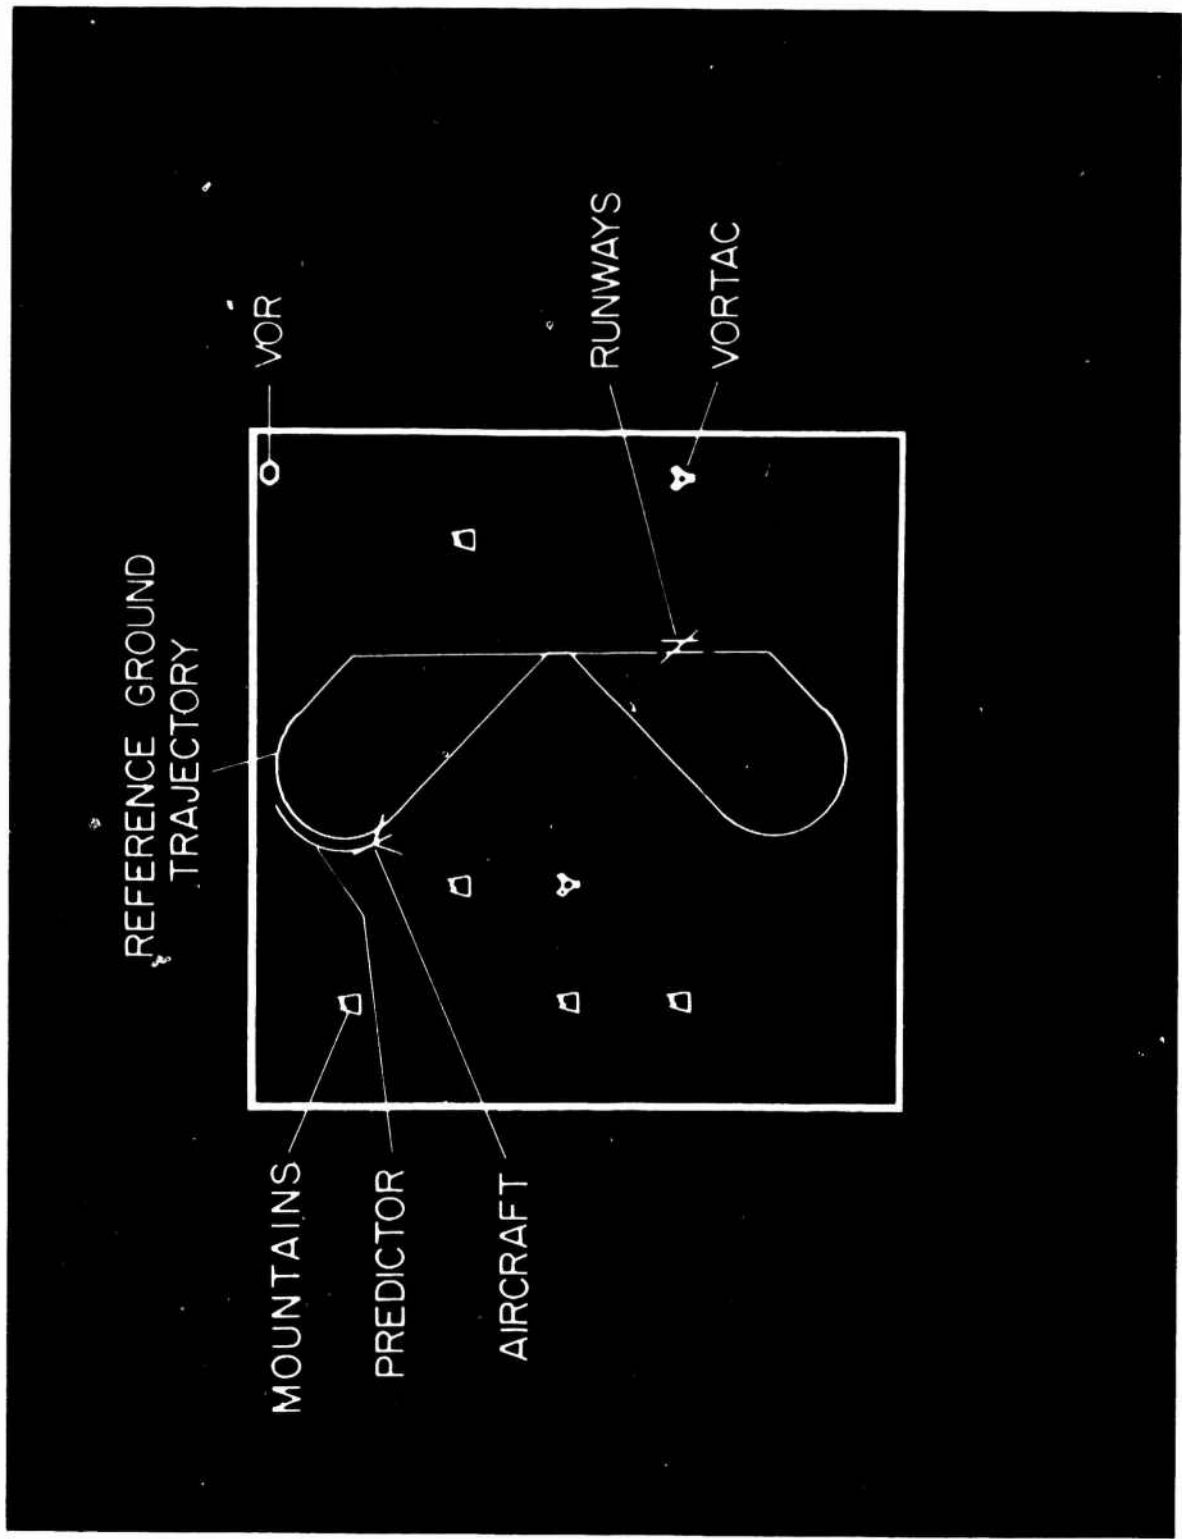 REFERENCE GROUND
TRAJECTORY
VOR
MOUNTAINS
PREDICTOR
AIRCRAFT
RUNWAYS
VORTAC